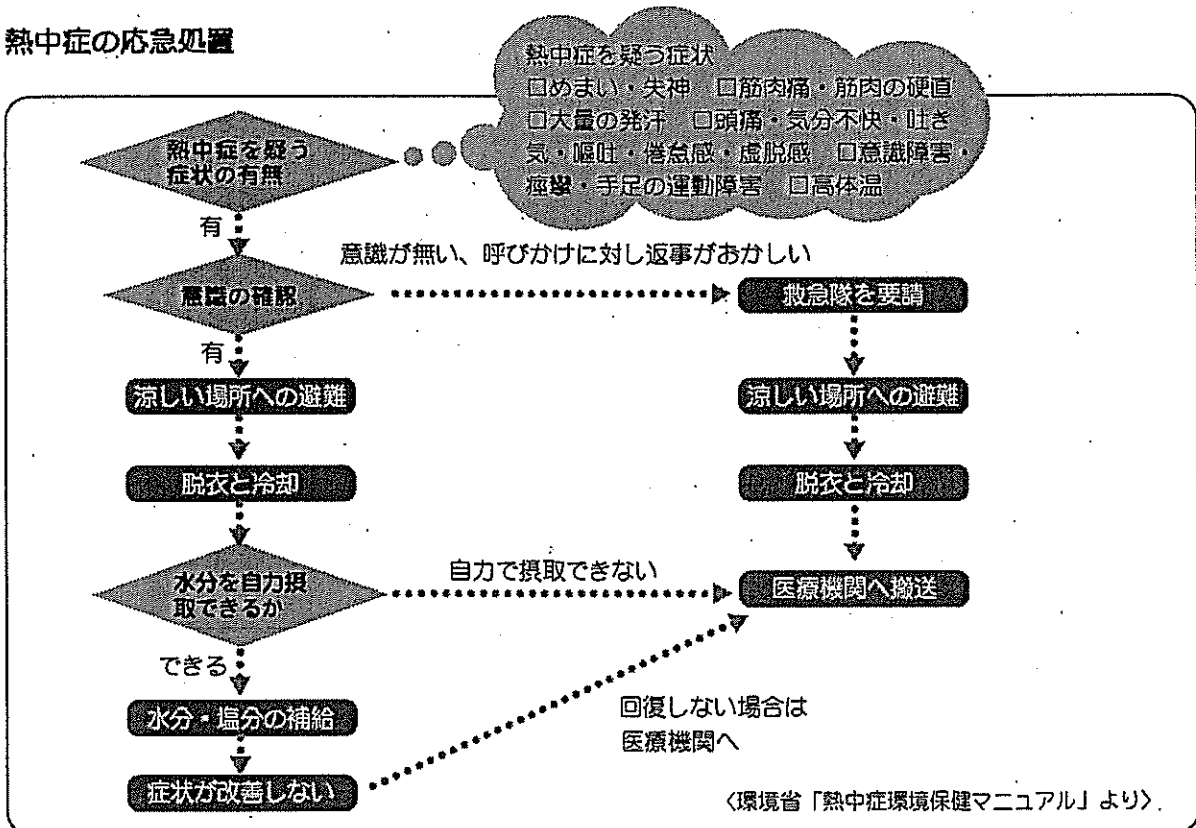 熱中症の応急処置
熱中症を疑う症状
□めまい・失神 □筋肉痛・筋肉の硬直
□大量の発汗 □頭痛・気分不快・吐き
気・嘔吐・倦怠感・虚脱感 □意識障害・
痙攣・手足の運動障害 □高体温
熱中症を疑う
症状の有無
有
意識が無い、呼びかけに対し返事がおかしい
意識の確認
救急隊を要請
有
涼しい場所への避難
涼しい場所への避難
脱衣と冷却
脱衣と冷却
水分を自力摂
取できるか
自力で摂取できない
医療機関へ搬送
できる
水分・塩分の補給
回復しない場合は
医療機関へ
症状が改善しない
〈環境省「熱中症環境保健マニュアル」より〉